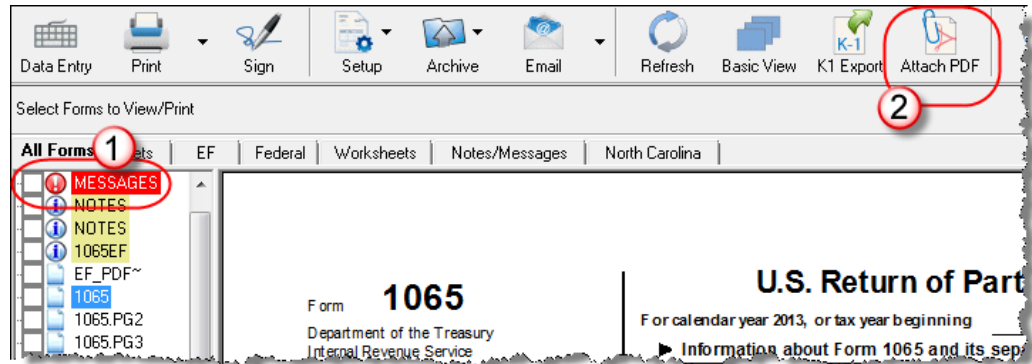 Data Entry Print Sign Setup Archive Email Refresh Basic View K1 Export Attach PDF
K-1
2
Select Forms to View/Print
1
All Forms EF Federal Worksheets Notes/Messages North Carolina
MESSAGES
NOTES
NOTES
1065EF
EF_PDF~
1065
1065.PG2
1065.PG3
Form 1065
Department of the Treasury
Internal Revenue Service
U.S. Return of Part
For calendar year 2013, or tax year beginning
► Information about Form 1065 and its sep